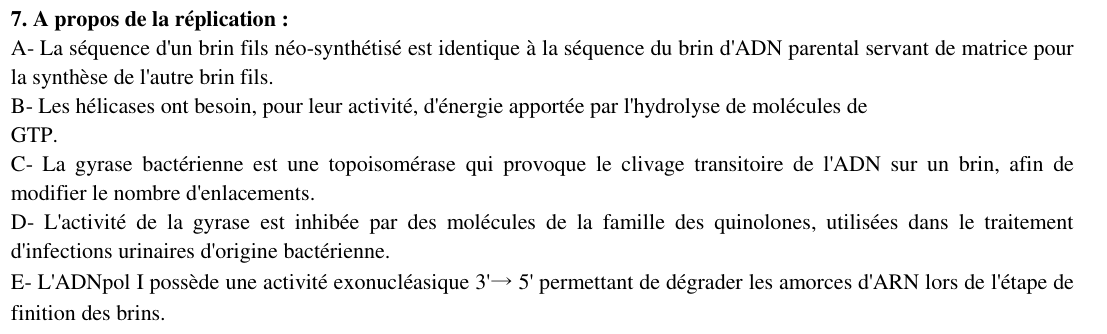 7. A propos de la réplication :
A- La séquence d'un brin fils néo-synthétisé est identique à la séquence du brin d'ADN parental servant de matrice pour
la synthèse de l'autre brin fils.
B- Les hélicases ont besoin, pour leur activité, d'énergie apportée par l'hydrolyse de molécules de
GTP.
C- La gyrase bactérienne est une topoisomérase qui provoque le clivage transitoire de l'ADN sur un brin, afin de
modifier le nombre d'enlacements.
D- L'activité de la gyrase est inhibée par des molécules de la famille des quinolones, utilisées dans le traitement
d'infections urinaires d'origine bactérienne.
E- L'ADNpol I possède une activité exonucléasique 3'→ 5' permettant de dégrader les amorces d'ARN lors de l'étape de
finition des brins.